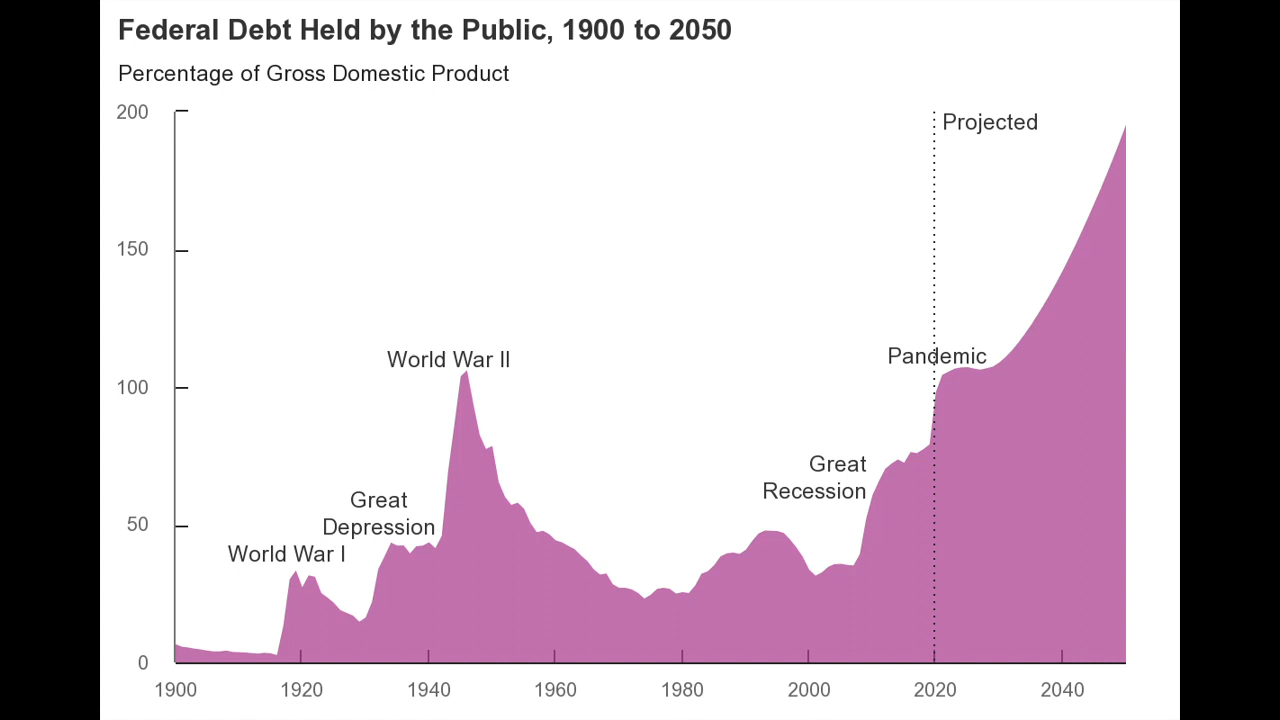 Federal Debt Held by the Public, 1900 to 2050
Percentage of Gross Domestic Product
200
Projected
150
World War II
Pandemic
100
Great
Recession
Great
Depression
50
World War I
0
1900 1920 1940 1960 1980 2000 2020 2040